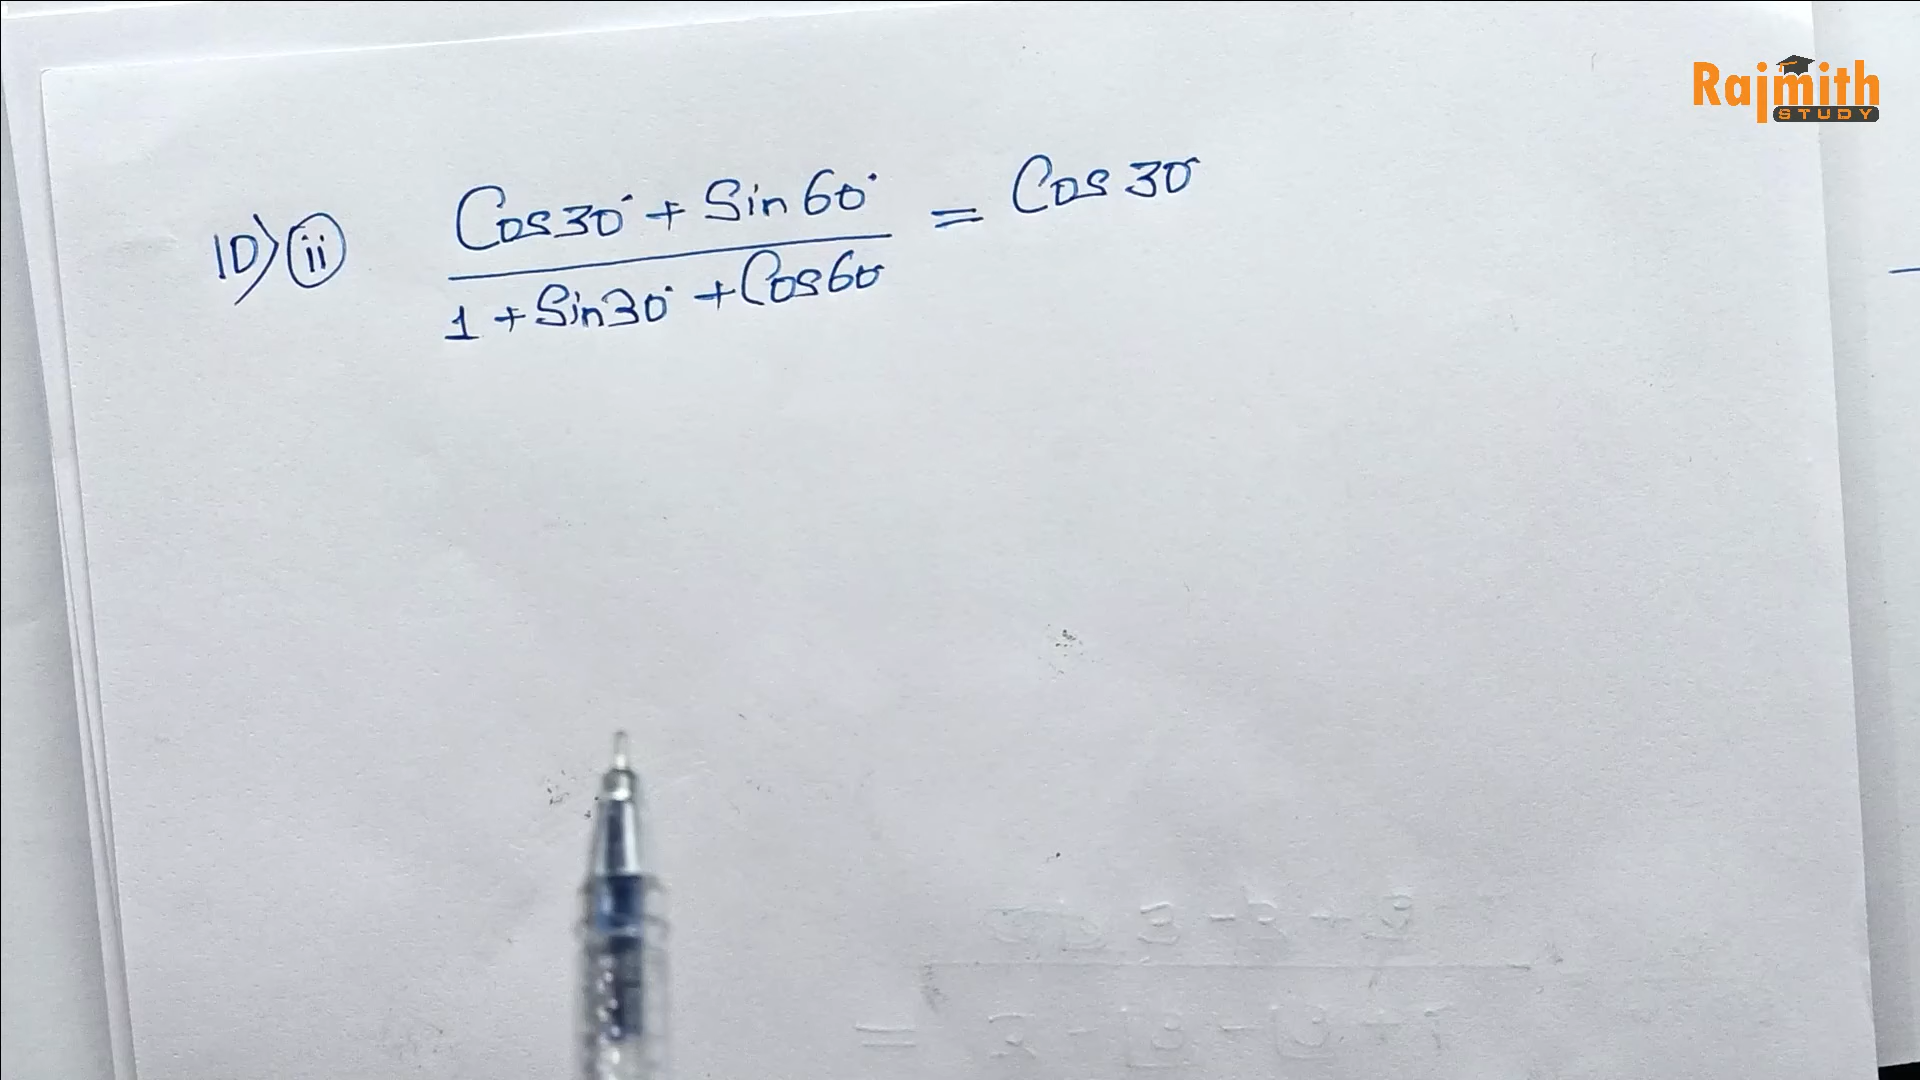 Rajmith
STUDY
10) ii Cos30° + Sin60° = Cos 30°
1 + Sin30° + Cos60°